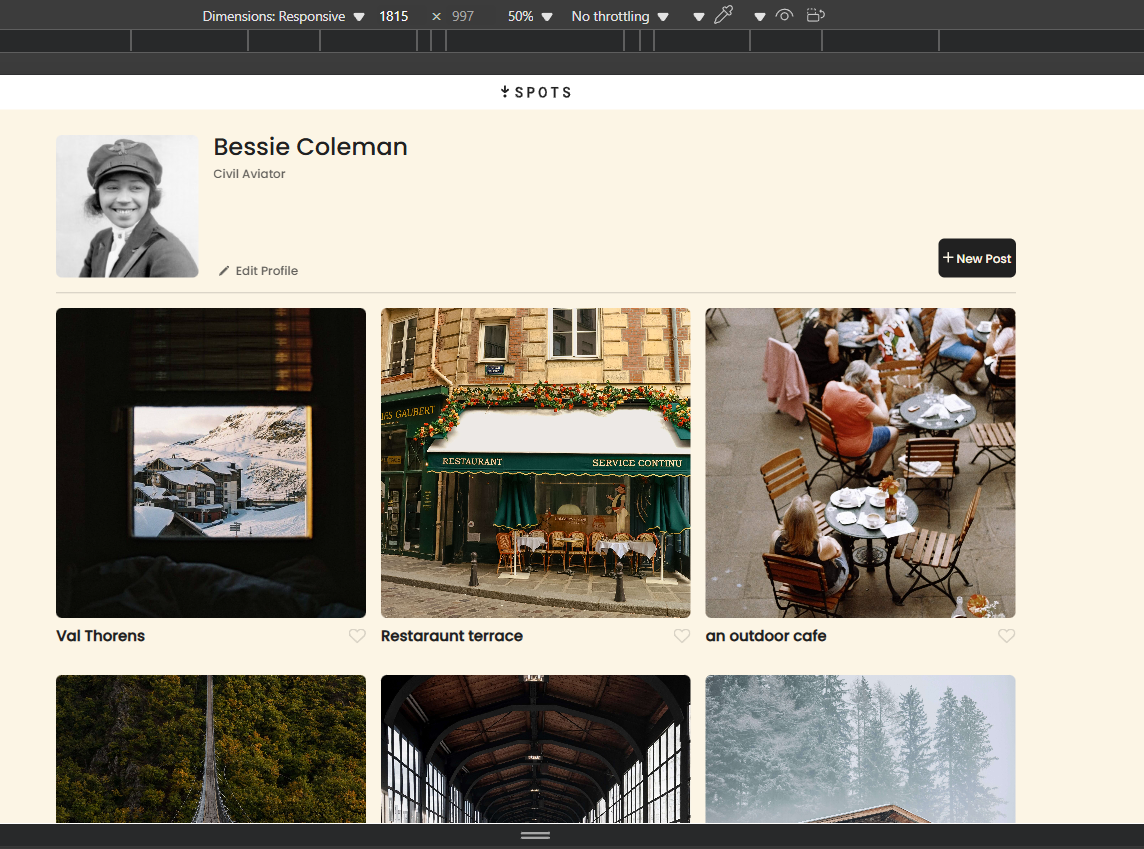 Dimensions: Responsive 1815 × 997 50% No throttling
SPOTS
Bessie Coleman
Civil Aviator
Edit Profile
+ New Post
GAUBERT
RESTAURANT SERVICE CONTINU
Val Thorens
Restaraunt terrace
an outdoor cafe